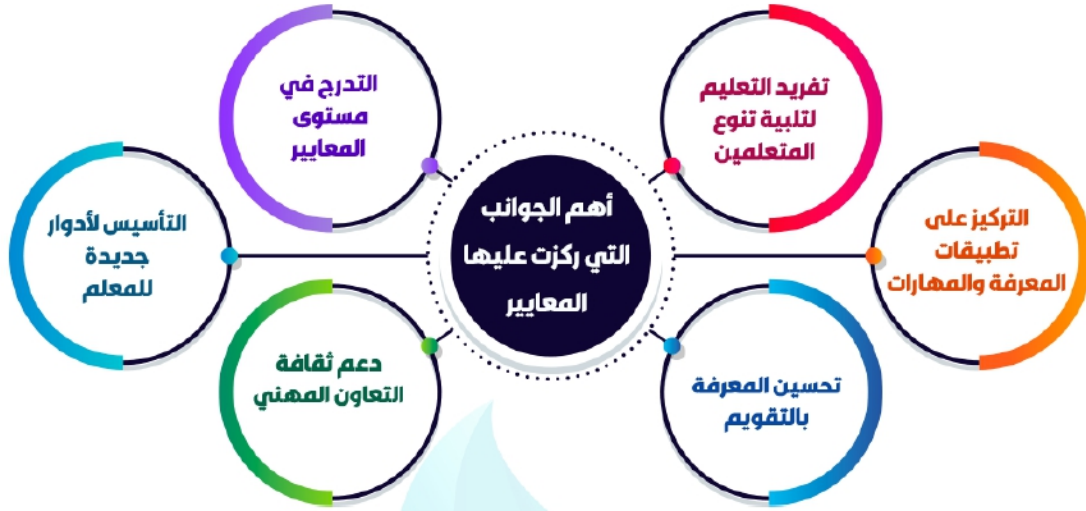 أهم الجوانب
التي ركزت عليها
المعايير
تفريد التعليم
لتلبية تنوع
المتعلمين
التركيز على
تطبيقات
المعرفة والمهارات
تحسين المعرفة
بالتقويم
التدرج في
مستوى
المعايير
التأسيس لأدوار
جديدة
للمعلم
دعم ثقافة
التعاون المهني